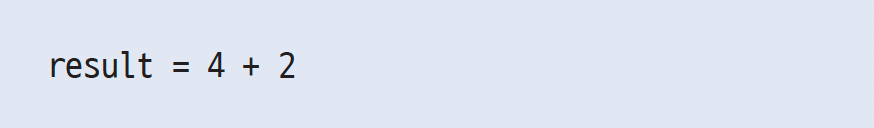 result = 4 + 2